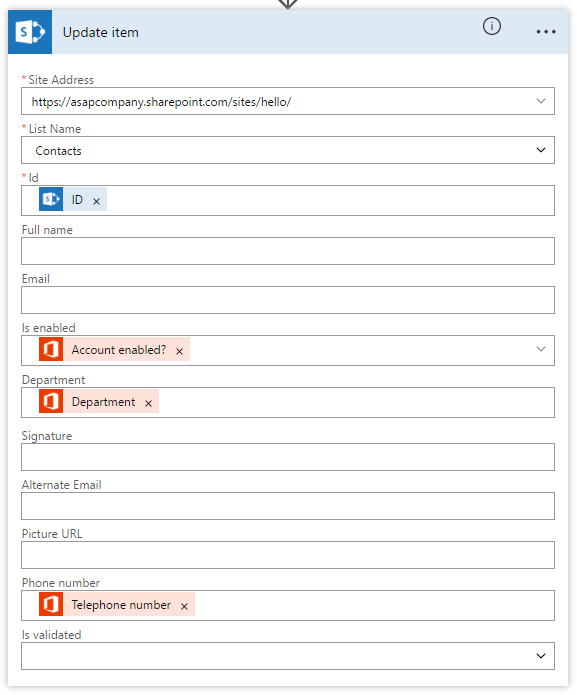 Update item
* Site Address
https://asapcompany.sharepoint.com/sites/hello/
* List Name
Contacts
* Id
ID ×
Full name
Email
Is enabled
Account enabled? ×
Department
Department ×
Signature
Alternate Email
Picture URL
Phone number
Telephone number ×
Is validated